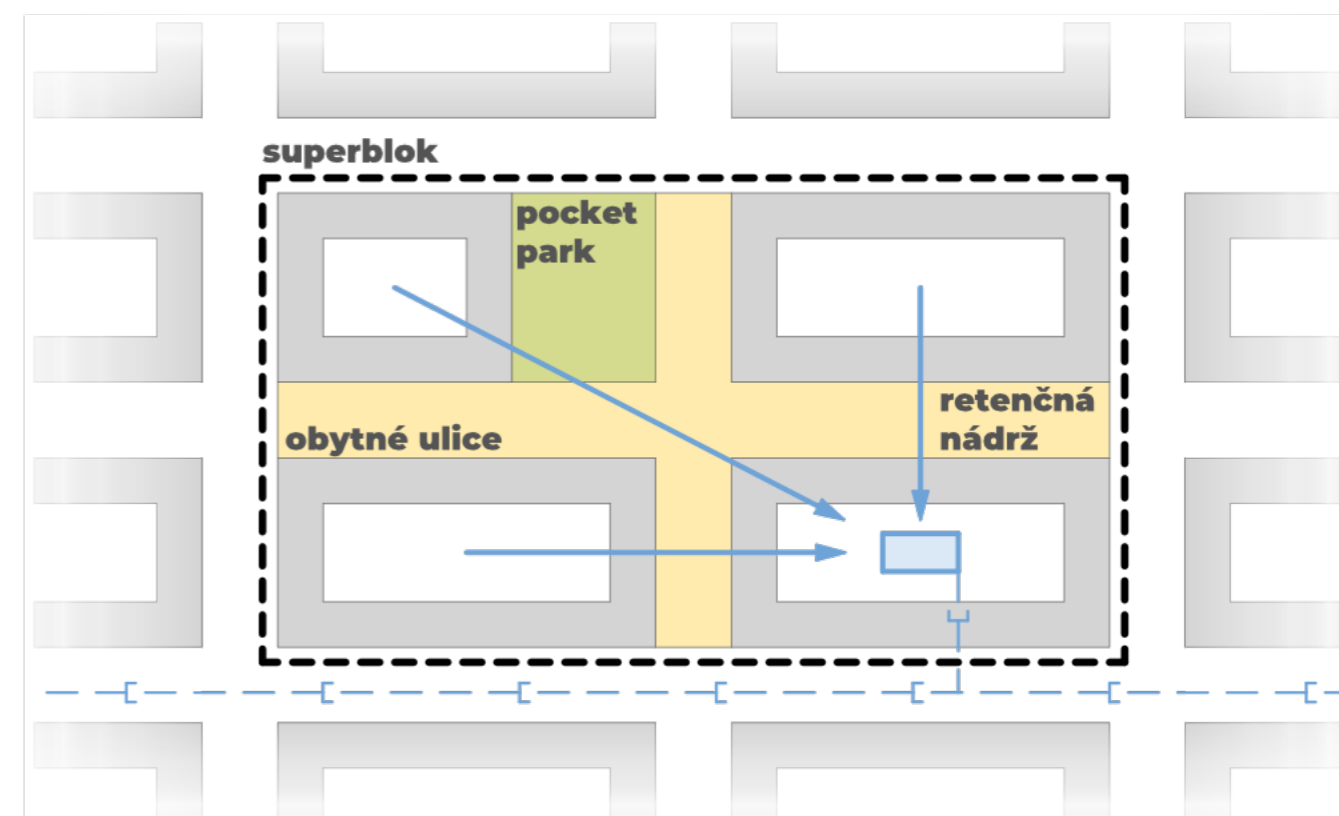 superblok
pocket
park
retenčná
nádrž
obytné ulice